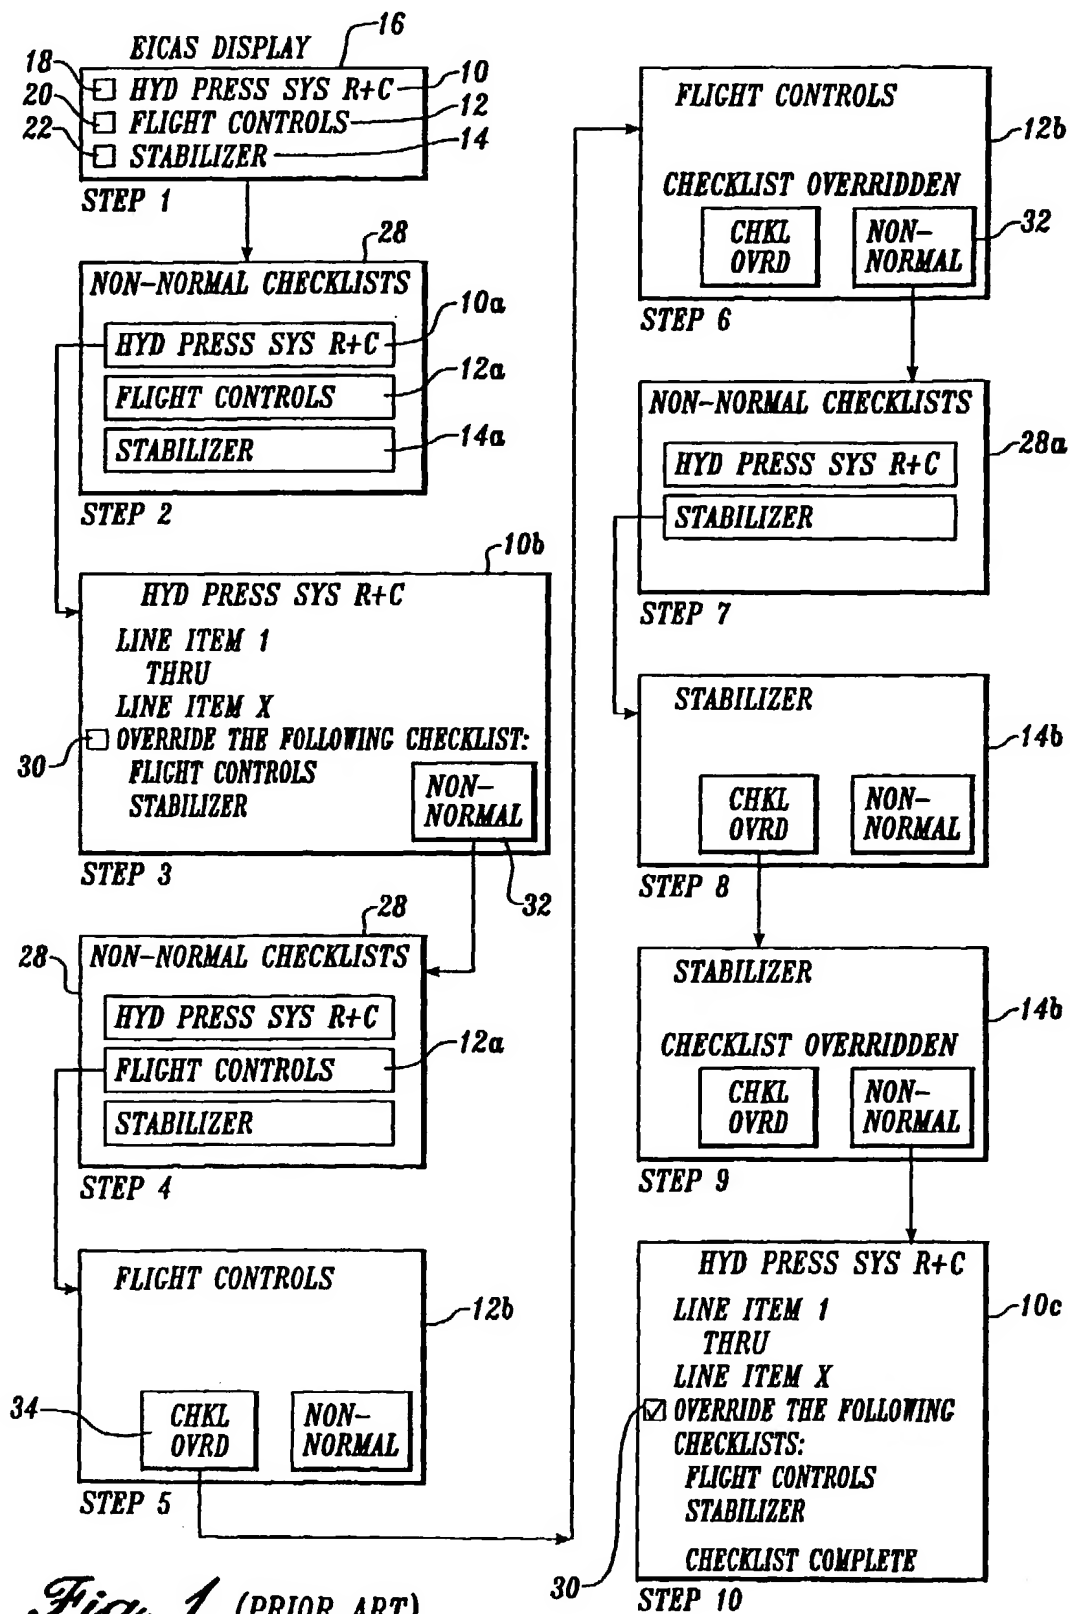 EICAS DISPLAY
16
18
HYD PRESS SYS R+C
10
20
FLIGHT CONTROLS
12
22
STABILIZER
14
STEP 1
28
NON-NORMAL CHECKLISTS
10a
HYD PRESS SYS R+C
12a
FLIGHT CONTROLS
14a
STABILIZER
STEP 2
10b
HYD PRESS SYS R+C
LINE ITEM 1
THRU
LINE ITEM X
30
OVERRIDE THE FOLLOWING CHECKLIST:
FLIGHT CONTROLS
STABILIZER
NON-
NORMAL
STEP 3
32
28
28
NON-NORMAL CHECKLISTS
HYD PRESS SYS R+C
12a
FLIGHT CONTROLS
STABILIZER
STEP 4
FLIGHT CONTROLS
12b
34
CHKL
OVRD
NON-
NORMAL
STEP 5
FLIGHT CONTROLS
12b
CHECKLIST OVERRIDDEN
CHKL
OVRD
NON-
NORMAL
32
STEP 6
NON-NORMAL CHECKLISTS
28a
HYD PRESS SYS R+C
STABILIZER
STEP 7
STABILIZER
14b
CHKL
OVRD
NON-
NORMAL
STEP 8
STABILIZER
14b
CHECKLIST OVERRIDDEN
CHKL
OVRD
NON-
NORMAL
STEP 9
HYD PRESS SYS R+C
10c
LINE ITEM 1
THRU
LINE ITEM X
OVERRIDE THE FOLLOWING
CHECKLISTS:
FLIGHT CONTROLS
STABILIZER
CHECKLIST COMPLETE
30
STEP 10
Fig. 1 (PRIOR ART)